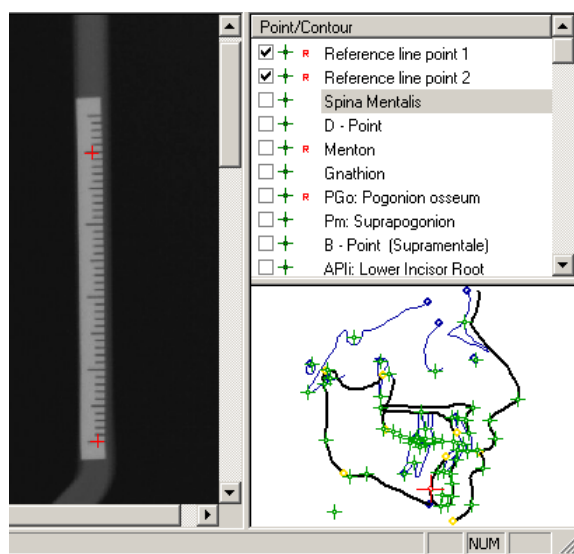 Point/Contour
R Reference line point 1
R Reference line point 2
Spina Mentalis
D - Point
R Menton
Gnathion
R PGo: Pogonion osseum
Pm: Suprapogonion
B - Point (Supramentale)
APIi: Lower Incisor Root
NUM